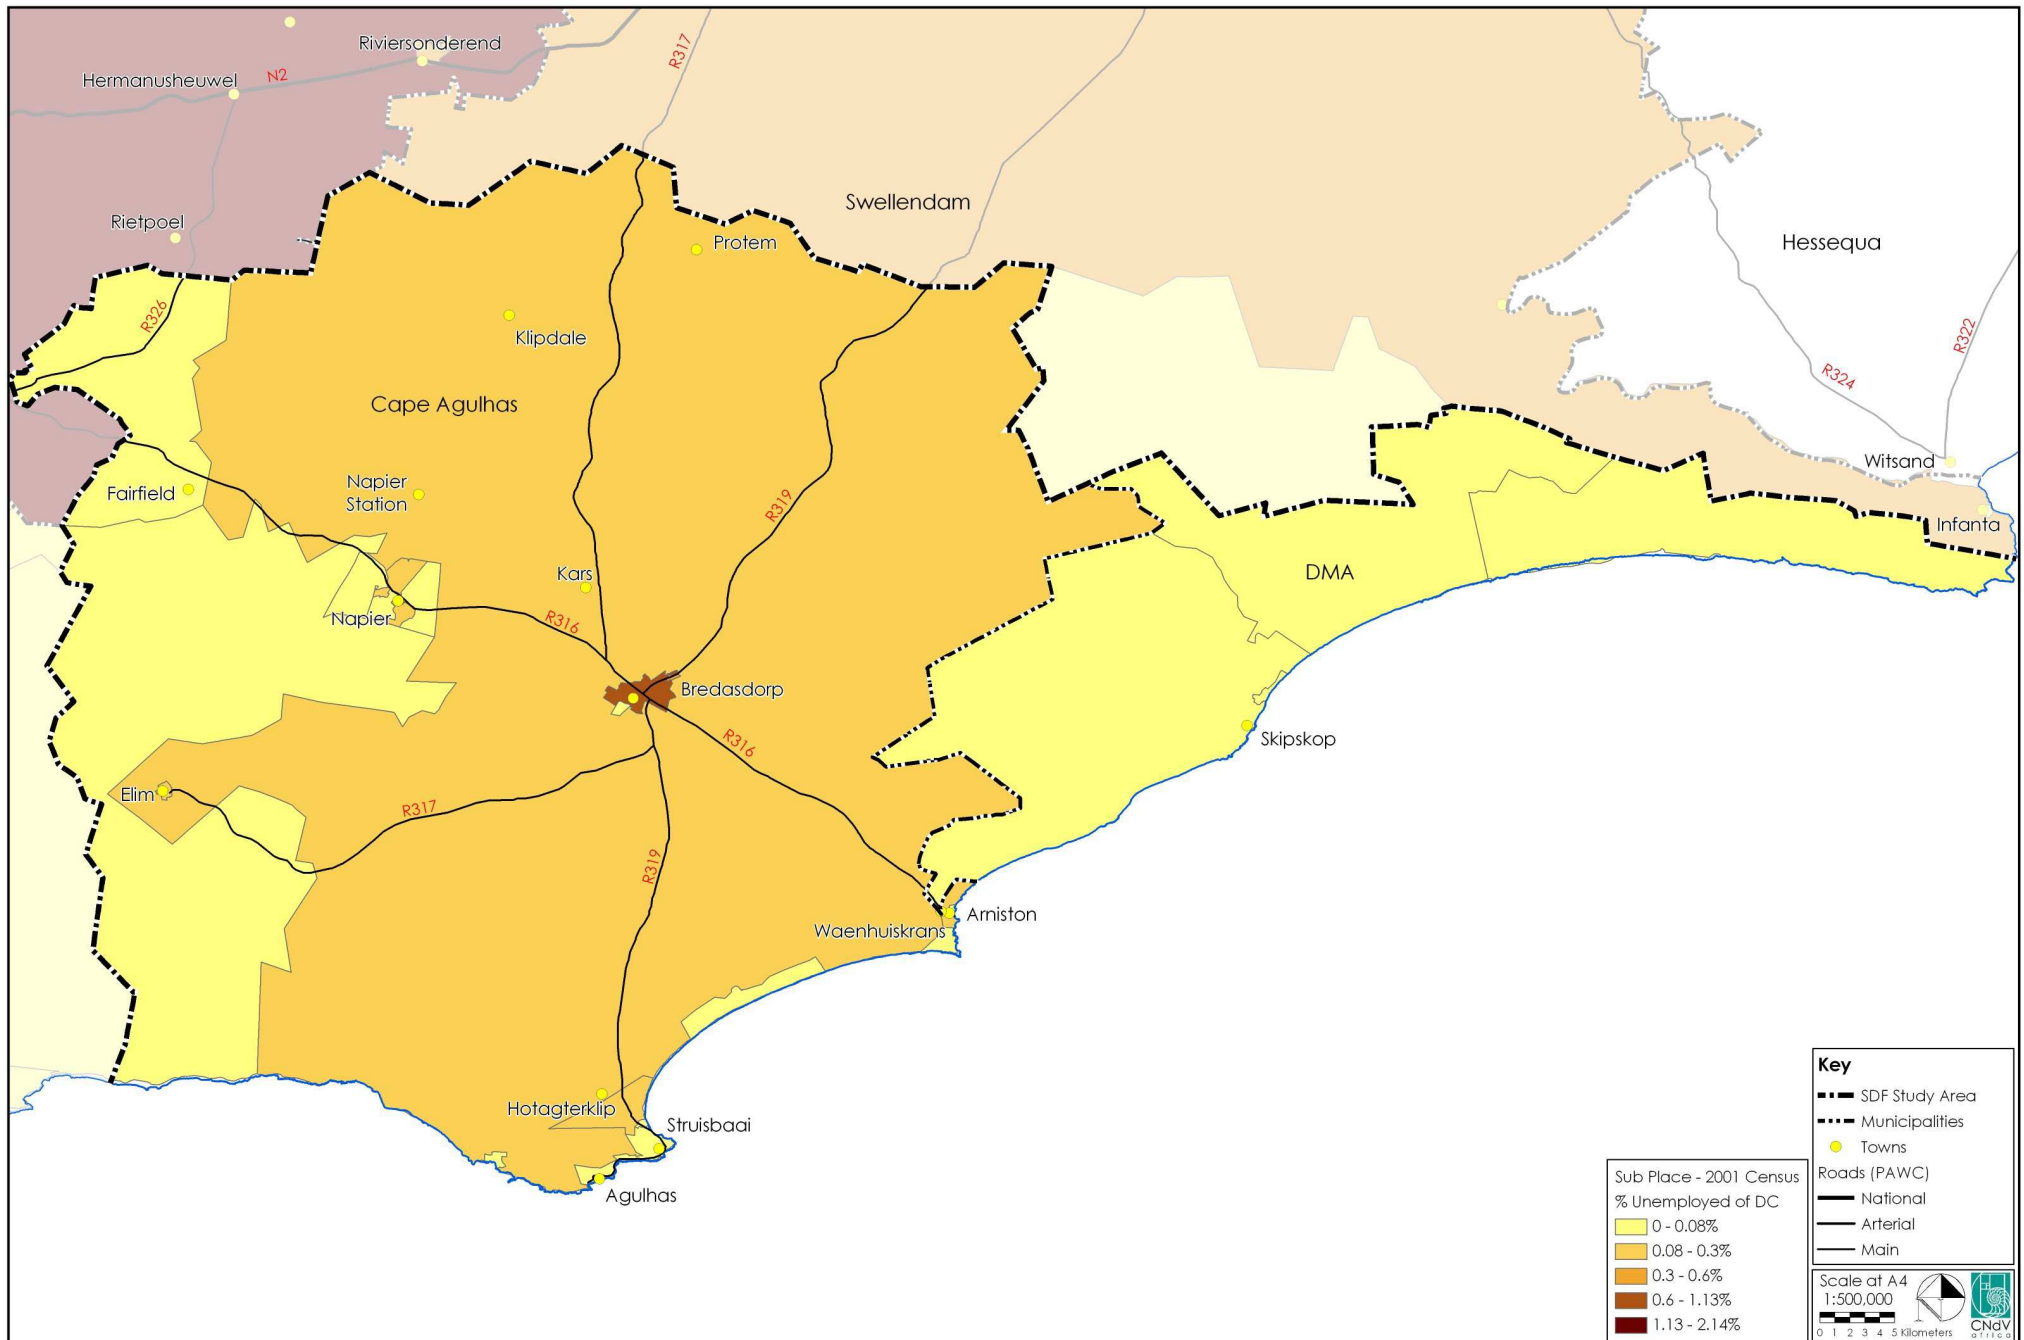 Riviersonderend
R317
Hermanusheuwel
N2
Swellendam
Rietpoel
Protem
Hessequa
R326
Klipdale
R322
R324
Cape Agulhas
Witsand
Napier
Station
Fairfield
R319
Infanta
Kars
DMA
Napier
R316
Bredasdorp
R316
Skipskop
Elim
R317
R319
Arniston
Waenhuiskrans
Hotagterklip
Struisbaai
Agulhas
Key
SDF Study Area
Municipalities
Towns
Roads (PAWC)
National
Arterial
Main
Sub Place - 2001 Census
% Unemployed of DC
0 - 0.08%
0.08 - 0.3%
0.3 - 0.6%
0.6 - 1.13%
1.13 - 2.14%
Scale at A4
1:500,000
0 1 2 3 4 5 Kilometers
CNdV
africa